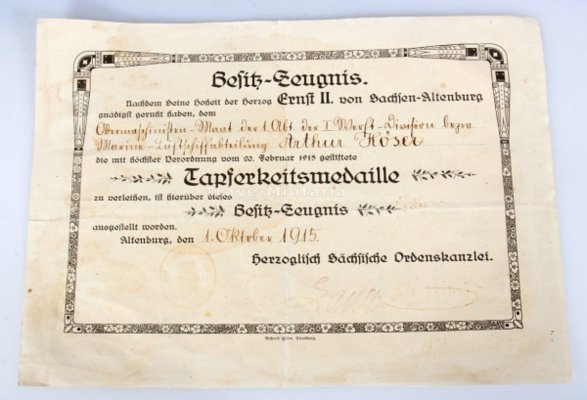 Besitz-Zeugnis.
Nachdem Seine Hoheit der Herzog Ernst II. von Sachsen-Altenburg
gnädigst geruht haben, dem
Obermaschinisten-Maat der 1. Abt. der I. Werft-Division bezw.
Marine-Luftschiffabteilung Arthur Höser
die mit höchster Verordnung vom 20. Februar 1915 gestiftete
Tapferkeitsmedaille
zu verleihen, ist hierüber dieses
Besitz-Zeugnis
ausgestellt worden.
Altenburg, den 1. Oktober 1915.
Herzoglich Sächsische Ordenskanzlei.
Militaria